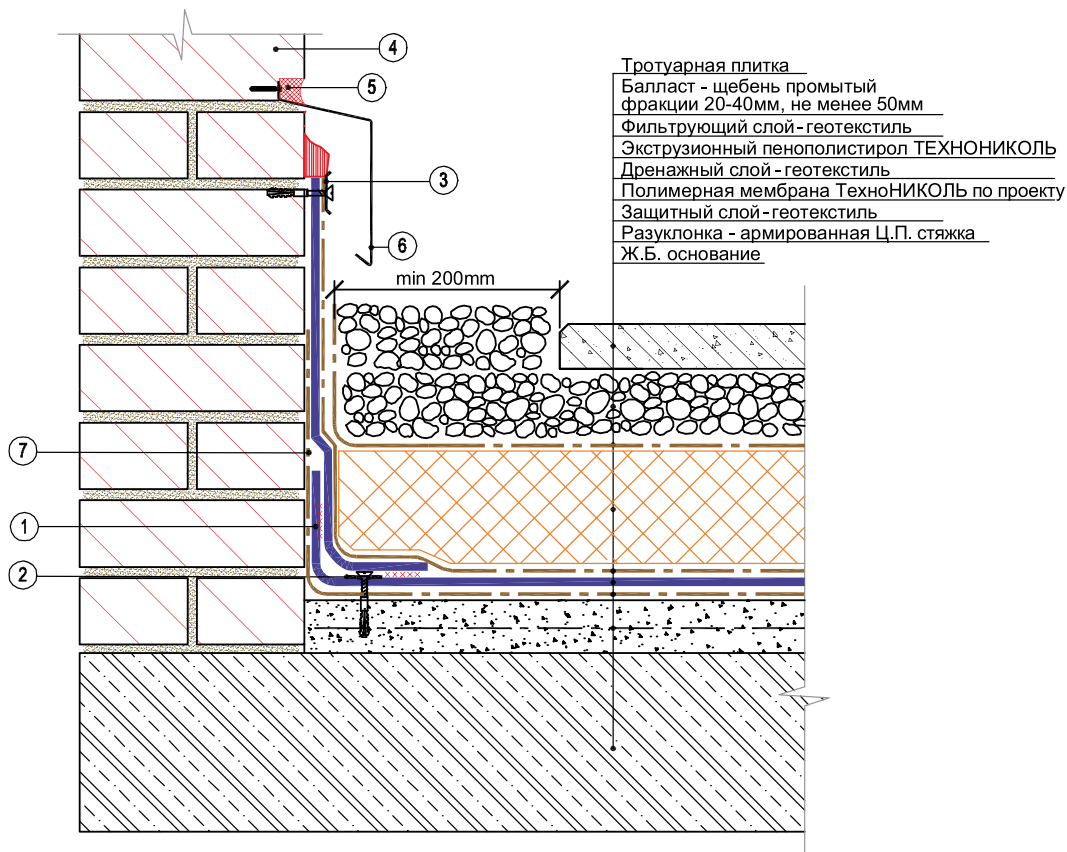 4
5
Тротуарная плитка
Балласт - щебень промытый
фракции 20-40мм, не менее 50мм
Фильтрующий слой-геотекстиль
Экструзионный пенополистирол ТЕХНОНИКОЛЬ
Дренажный слой-геотекстиль
Полимерная мембрана ТехноНИКОЛЬ по проекту
Защитный слой-геотекстиль
Разуклонка - армированная Ц.П. стяжка
Ж.Б. основание
3
6
min 200mm
7
1
2